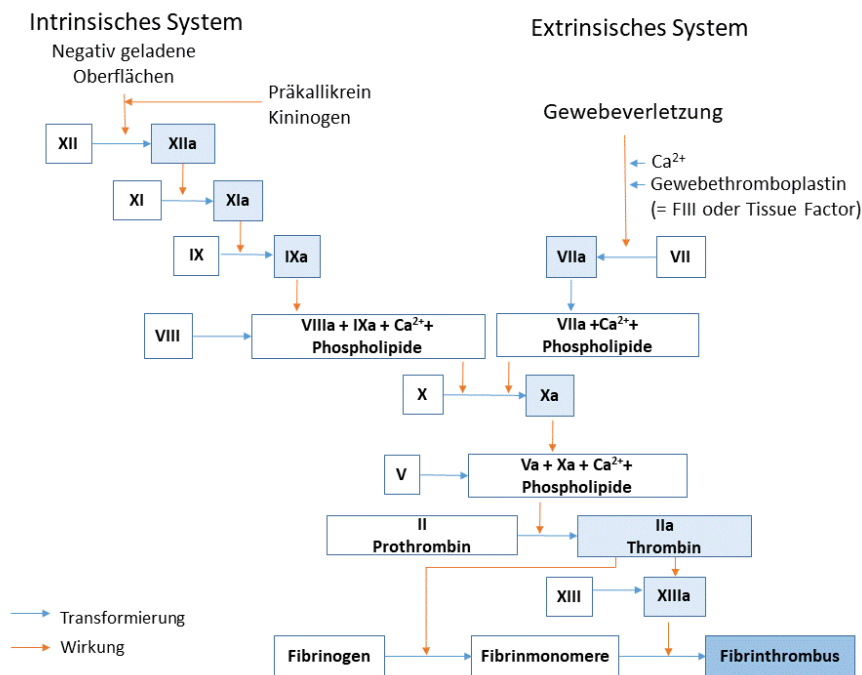 Intrinsisches System
Extrinsisches System
Negativ geladene
Oberflächen
Präkallikrein
Kininogen
Gewebeverletzung
XII
XIIa
Ca²⁺
Gewebethromboplastin
(= FIII oder Tissue Factor)
XI
XIa
IX
IXa
VIIa
VII
VIII
VIIIa + IXa + Ca²⁺+
Phospholipide
VIIa +Ca²⁺+
Phospholipide
X
Xa
V
Va + Xa + Ca²⁺+
Phospholipide
II
Prothrombin
IIa
Thrombin
XIII
XIIIa
Transformierung
Wirkung
Fibrinogen
Fibrinmonomere
Fibrinthrombus